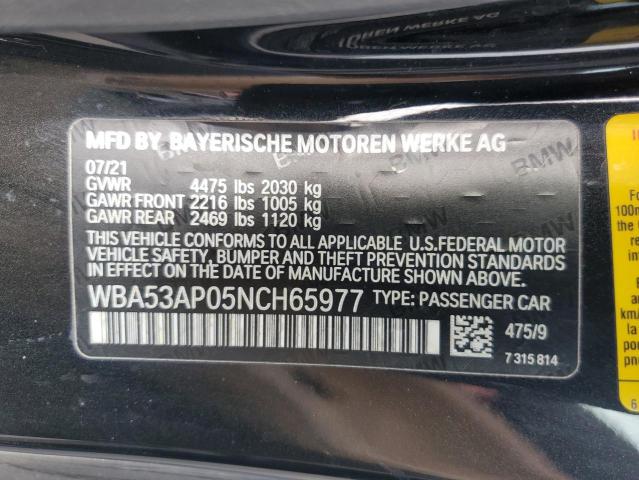 MFD BY BAYERISCHE MOTOREN WERKE AG
07/21
GVWR 4475 lbs 2030 kg
GAWR FRONT 2216 lbs 1005 kg
GAWR REAR 2469 lbs 1120 kg
THIS VEHICLE CONFORMS TO ALL APPLICABLE U.S.FEDERAL MOTOR
VEHICLE SAFETY, BUMPER AND THEFT PREVENTION STANDARDS
IN EFFECT ON THE DATE OF MANUFACTURE SHOWN ABOVE.
WBA53AP05NCH65977 TYPE: PASSENGER CAR
475/9
7 315 814